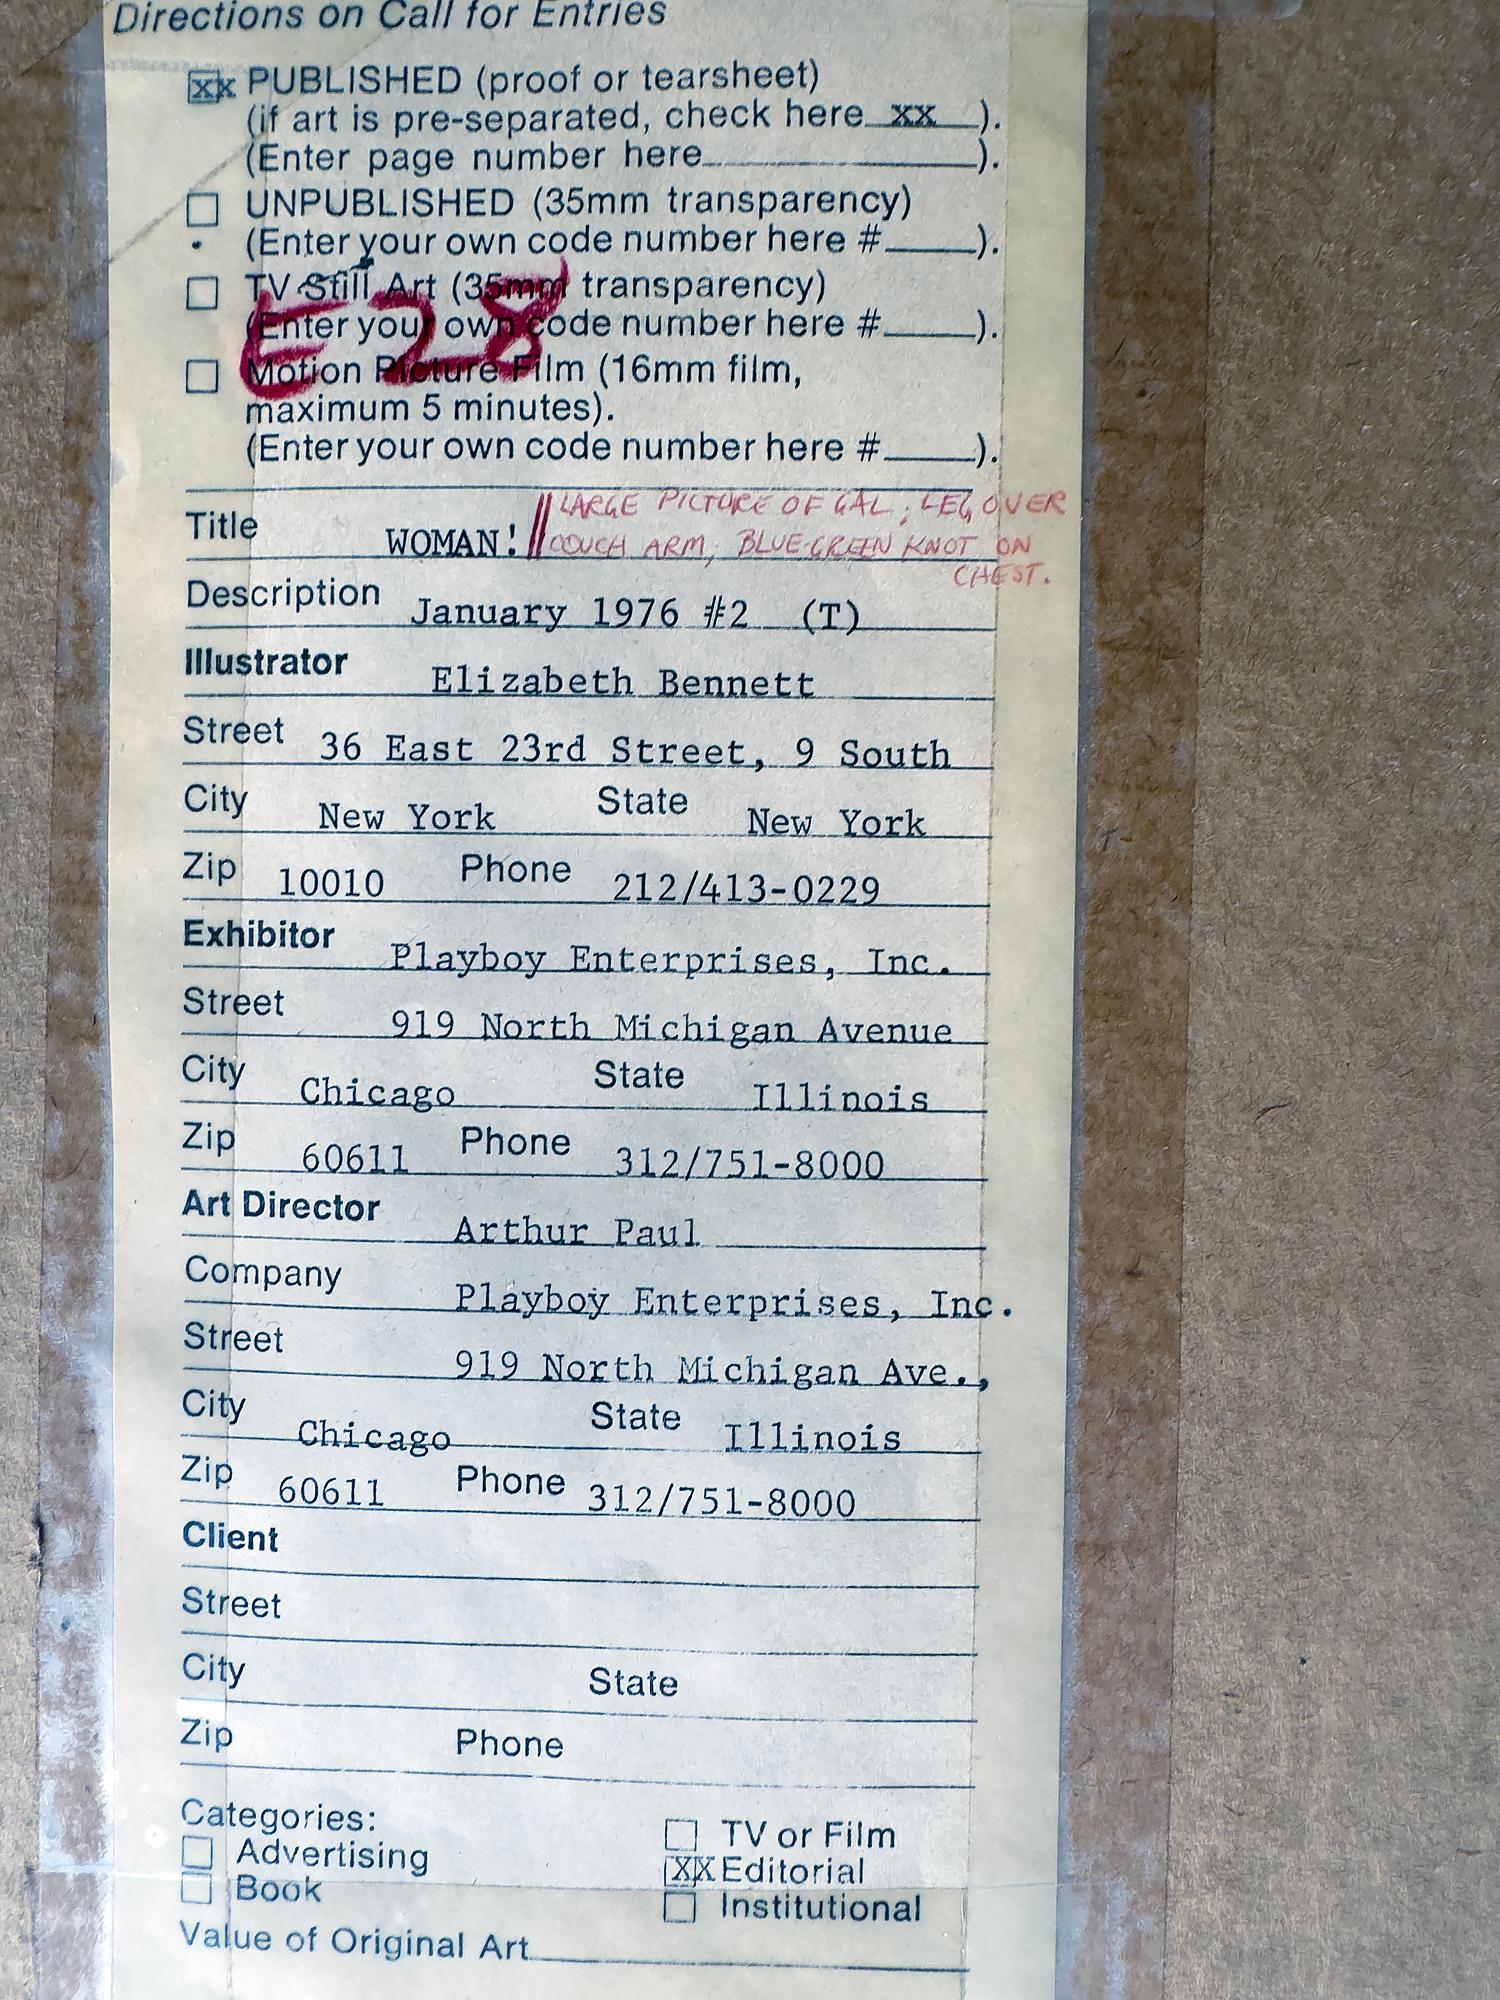 Directions on Call for Entries
xx PUBLISHED (proof or tearsheet)
(if art is pre-separated, check here xx ).
(Enter page number here ).
UNPUBLISHED (35mm transparency)
(Enter your own code number here # ).
TV Still Art (35mm transparency)
E28
(Enter your own code number here # ).
Motion Picture Film (16mm film,
maximum 5 minutes).
(Enter your own code number here # ).
Title WOMAN! LARGE PICTURE OF GAL; LEG OVER
COUCH ARM; BLUE-GREEN KNOT ON
CHEST.
Description January 1976 #2 (T)
Illustrator Elizabeth Bennett
Street 36 East 23rd Street, 9 South
City New York State New York
Zip 10010 Phone 212/413-0229
Exhibitor Playboy Enterprises, Inc.
Street 919 North Michigan Avenue
City Chicago State Illinois
Zip 60611 Phone 312/751-8000
Art Director Arthur Paul
Company Playboy Enterprises, Inc.
Street 919 North Michigan Ave.,
City Chicago State Illinois
Zip 60611 Phone 312/751-8000
Client
Street
City State
Zip Phone
Categories:
TV or Film
Advertising
XX Editorial
Book
Institutional
Value of Original Art